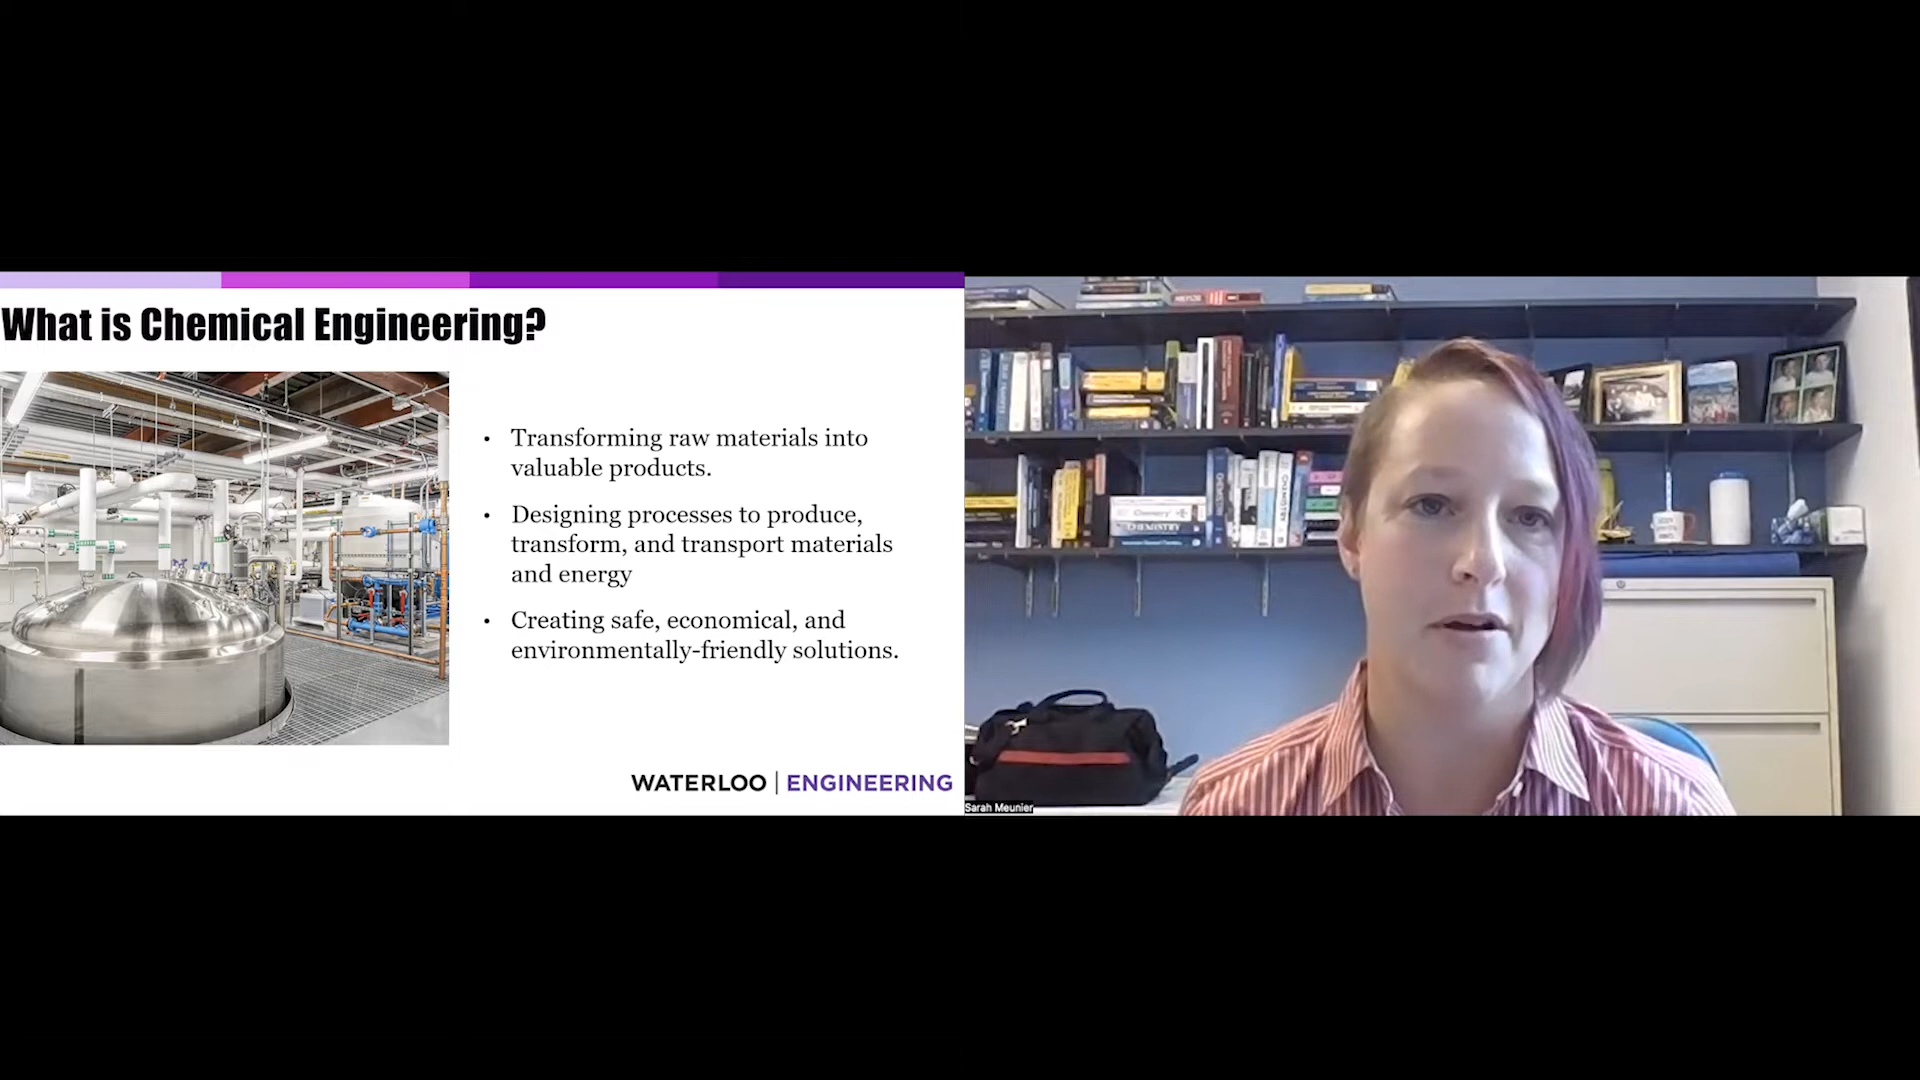 What is Chemical Engineering?
• Transforming raw materials into
valuable products.
• Designing processes to produce,
transform, and transport materials
and energy
• Creating safe, economical, and
environmentally-friendly solutions.
WATERLOO | ENGINEERING
Sarah Meunier
CHEMISTRY